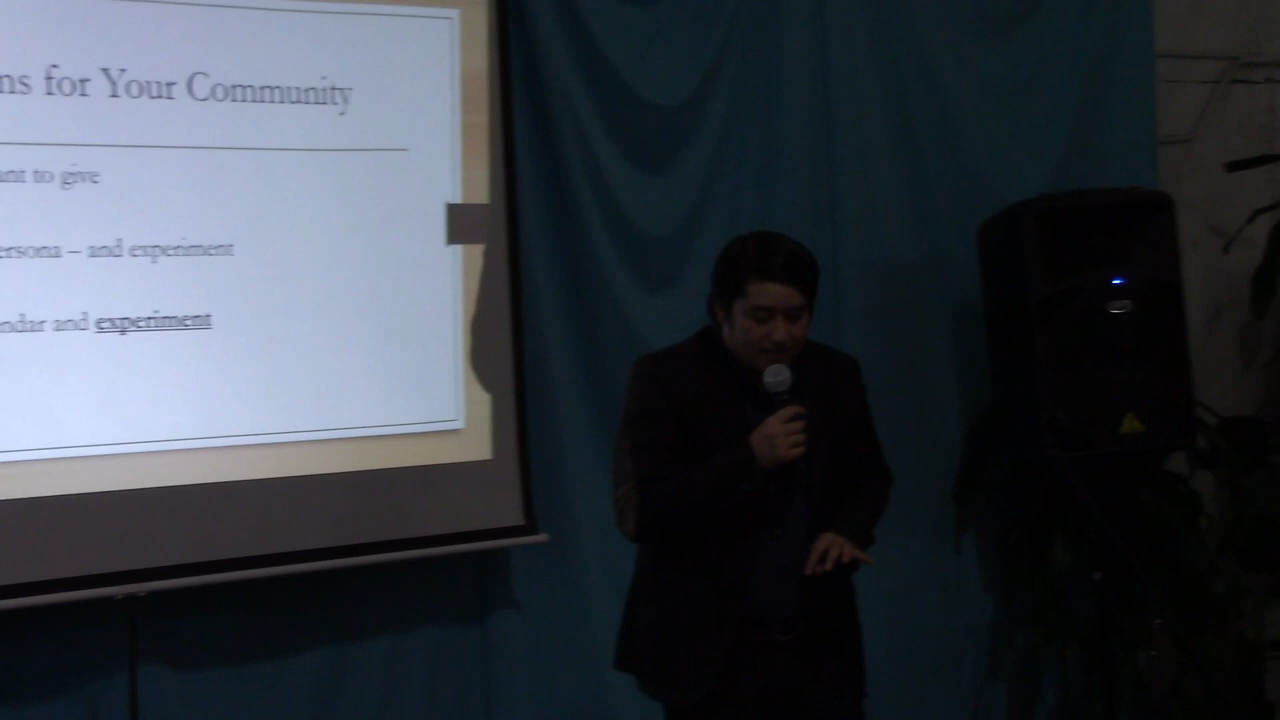 ns for Your Community
ant to give
ersona – and experiment
ndar and experiment